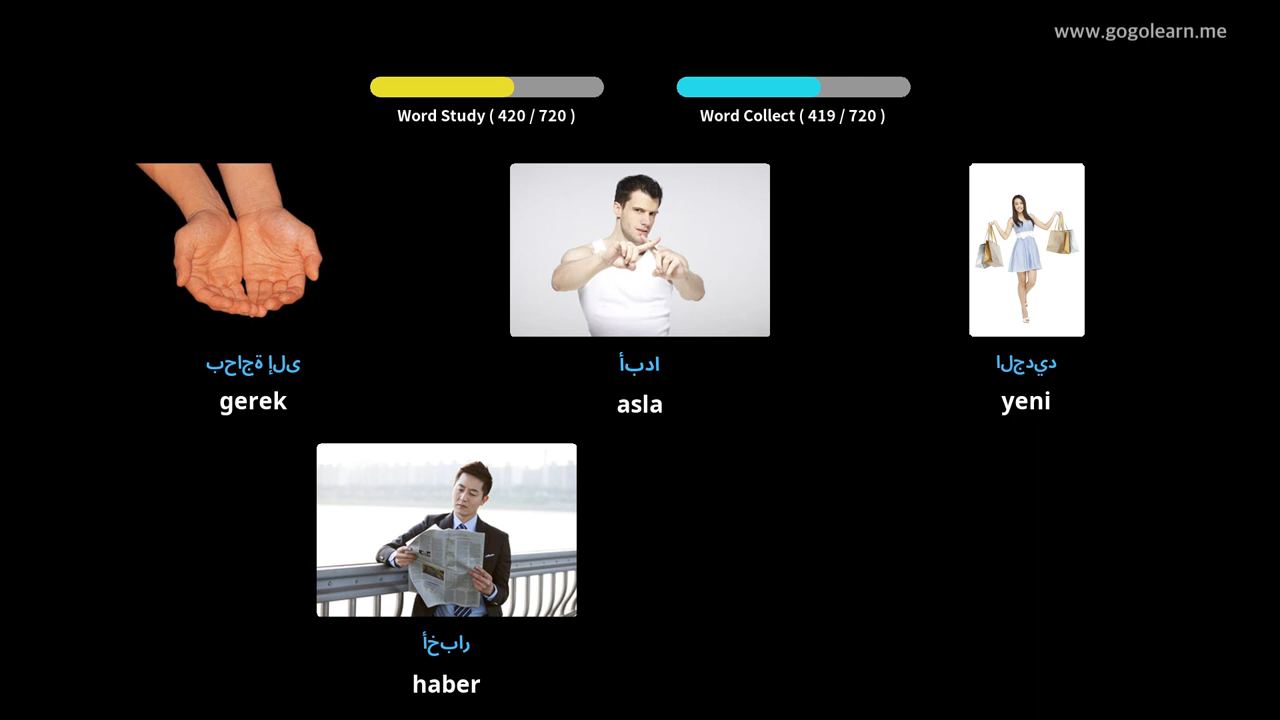 www.gogolearn.me
Word Study ( 420 / 720 )
Word Collect ( 419 / 720 )
بحاجة إلى
gerek
أبدا
asla
الجديد
yeni
أخبار
haber